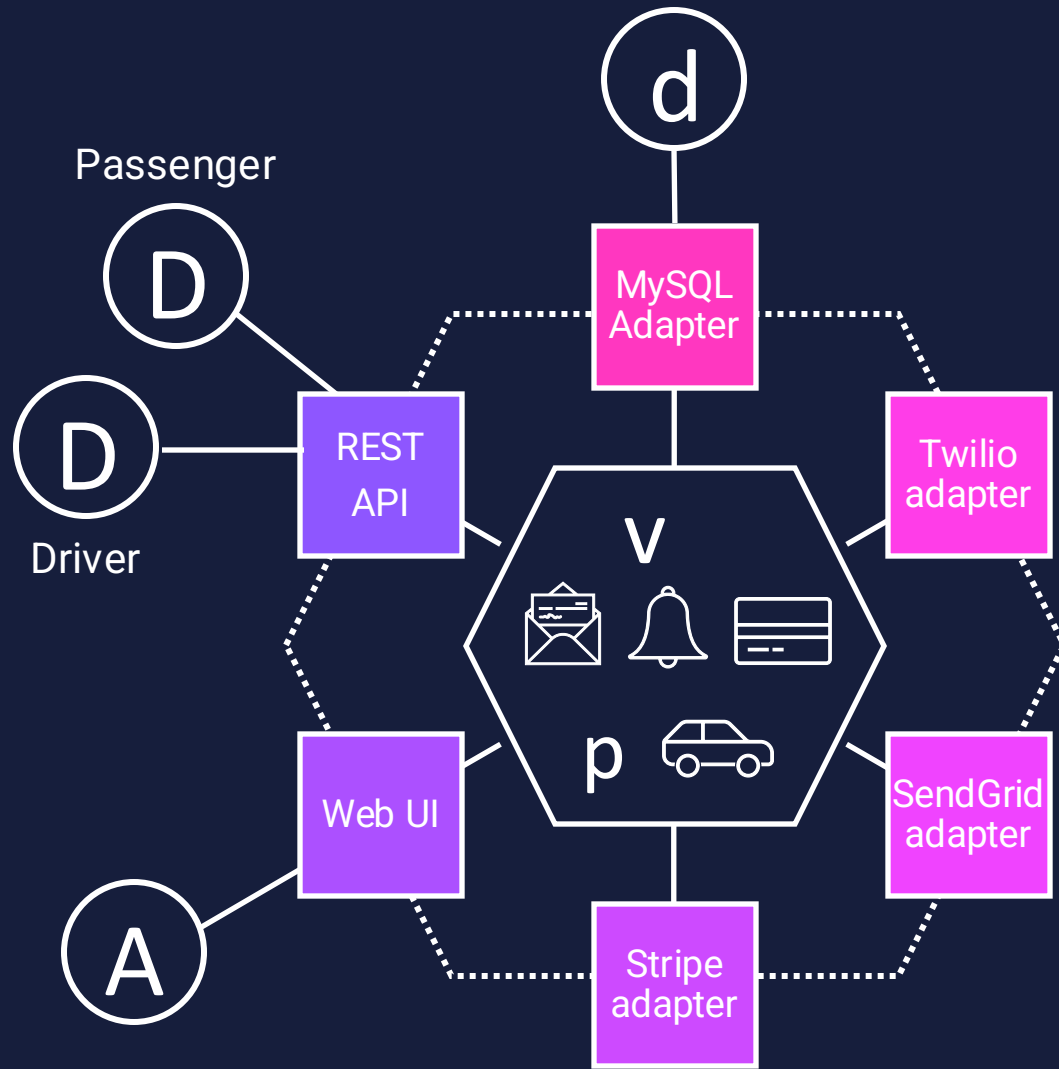 d
Passenger
D
MySQL
Adapter
D
Driver
REST
API
Twilio
adapter
v
p
Web UI
SendGrid
adapter
A
Stripe
adapter